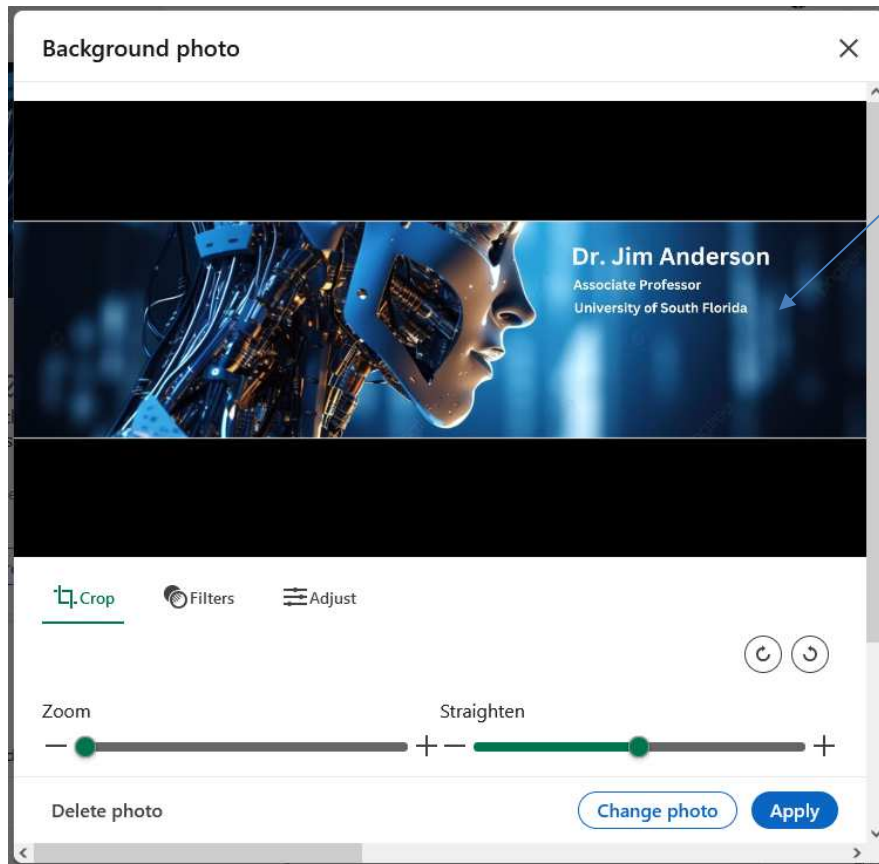 Background photo
Dr. Jim Anderson
Associate Professor
University of South Florida
Crop Filters Adjust
Zoom Straighten
Delete photo Change photo Apply